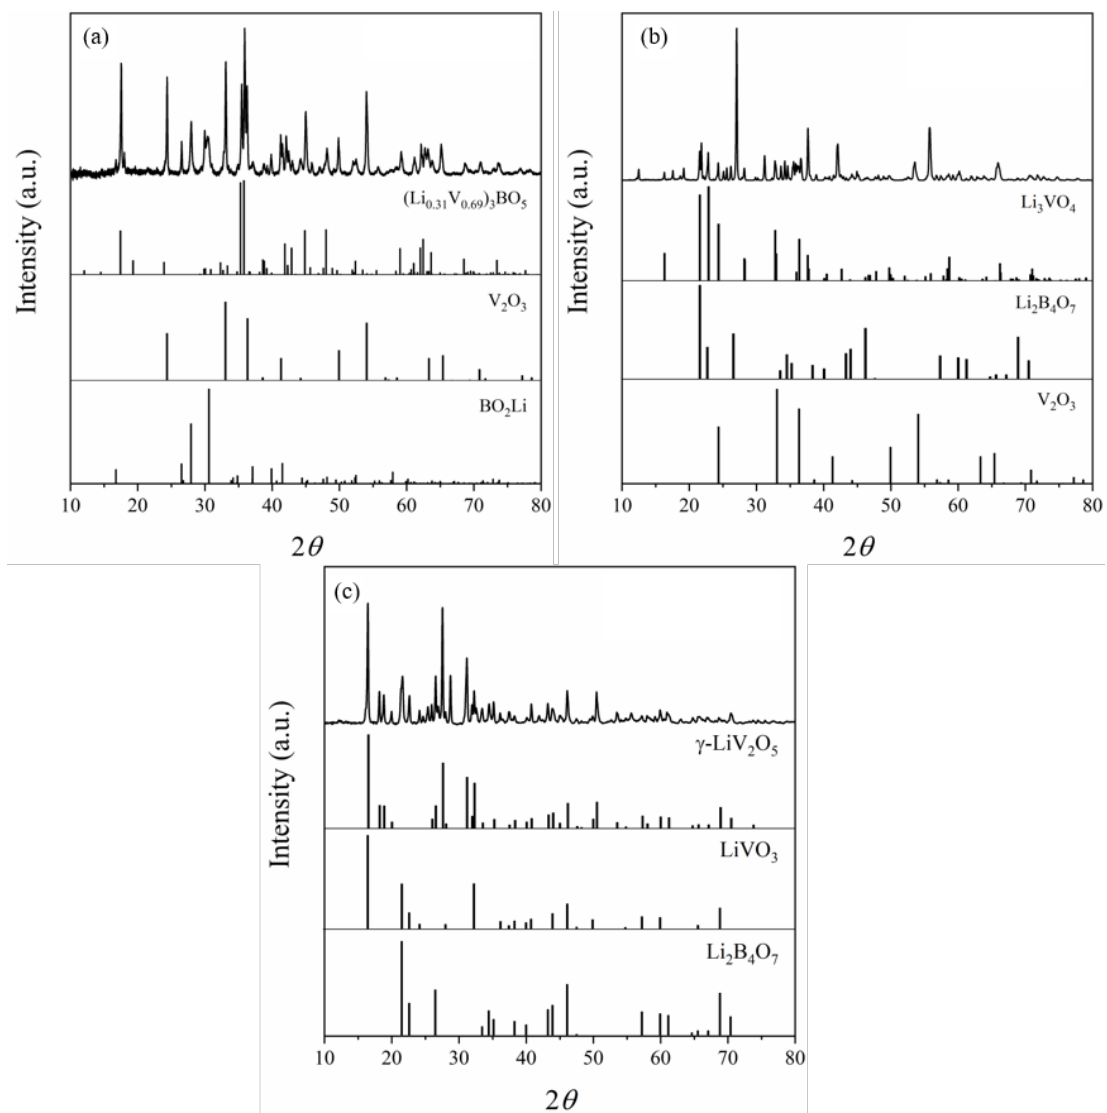 (a)
Intensity (a.u.)
(Li₀.₃₁V₀.₆₉)₃BO₅
V₂O₃
BO₂Li
10 20 30 40 50 60 70 80
2θ
(b)
Intensity (a.u.)
Li₃VO₄
Li₂B₄O₇
V₂O₃
10 20 30 40 50 60 70 80
2θ
(c)
Intensity (a.u.)
γ-LiV₂O₅
LiVO₃
Li₂B₄O₇
10 20 30 40 50 60 70 80
2θ